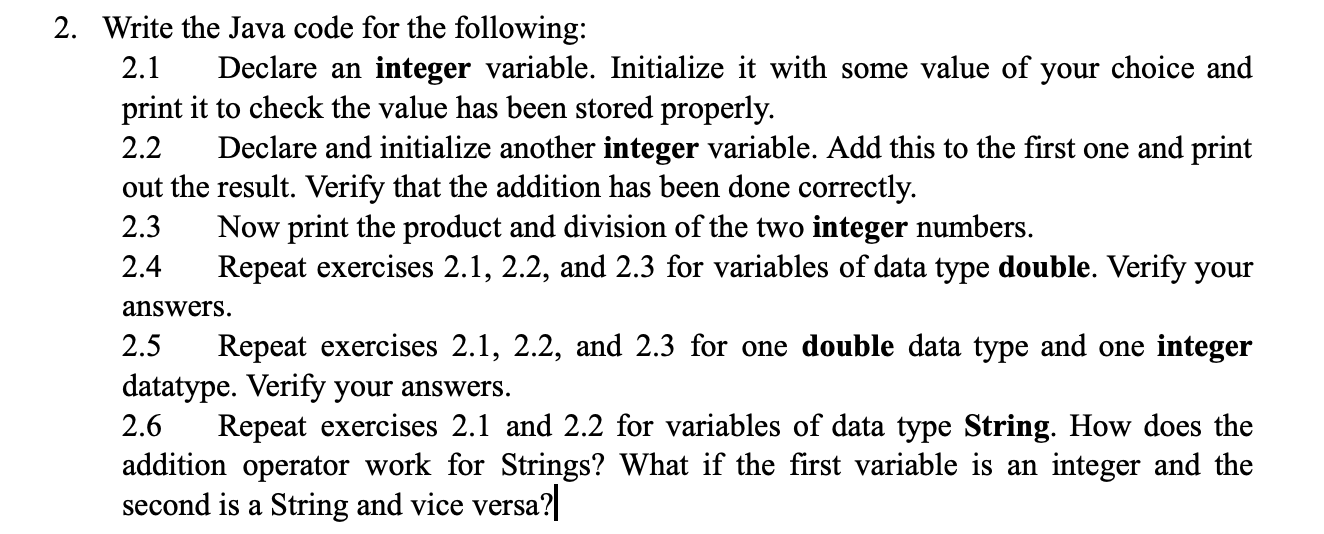 2. Write the Java code for the following:
2.1 Declare an integer variable. Initialize it with some value of your choice and
print it to check the value has been stored properly.
2.2 Declare and initialize another integer variable. Add this to the first one and print
out the result. Verify that the addition has been done correctly.
2.3 Now print the product and division of the two integer numbers.
2.4 Repeat exercises 2.1, 2.2, and 2.3 for variables of data type double. Verify your
answers.
2.5 Repeat exercises 2.1, 2.2, and 2.3 for one double data type and one integer
datatype. Verify your answers.
2.6 Repeat exercises 2.1 and 2.2 for variables of data type String. How does the
addition operator work for Strings? What if the first variable is an integer and the
second is a String and vice versa?